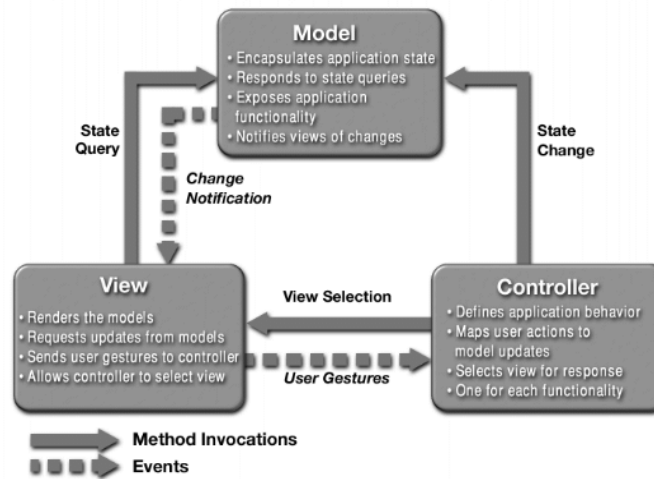 Model
• Encapsulates application state
• Responds to state queries
• Exposes application
functionality
• Notifies views of changes
State
Query
State
Change
Change
Notification
View
• Renders the models
• Requests updates from models
• Sends user gestures to controller
• Allows controller to select view
View Selection
User Gestures
Controller
• Defines application behavior
• Maps user actions to
model updates
• Selects view for response
• One for each functionality
Method Invocations
Events